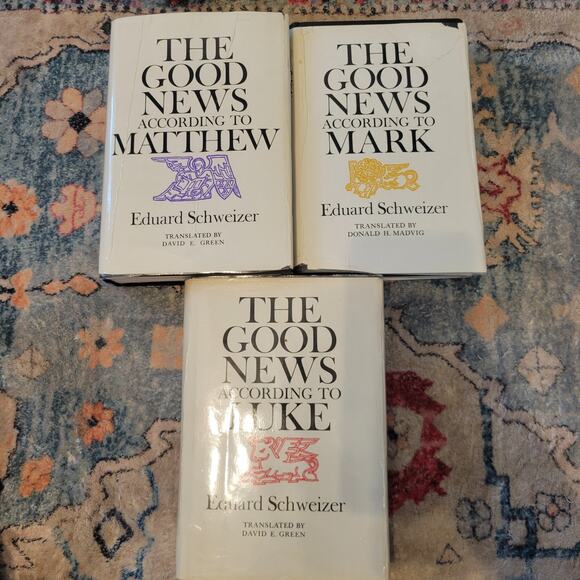 THE
GOOD
NEWS
ACCORDING TO
MATTHEW
Eduard Schweizer
TRANSLATED BY
DAVID E. GREEN
THE
GOOD
NEWS
ACCORDING TO
MARK
Eduard Schweizer
TRANSLATED BY
DONALD H. MADVIG
THE
GOOD
NEWS
ACCORDING TO
LUKE
Eduard Schweizer
TRANSLATED BY
DAVID E. GREEN